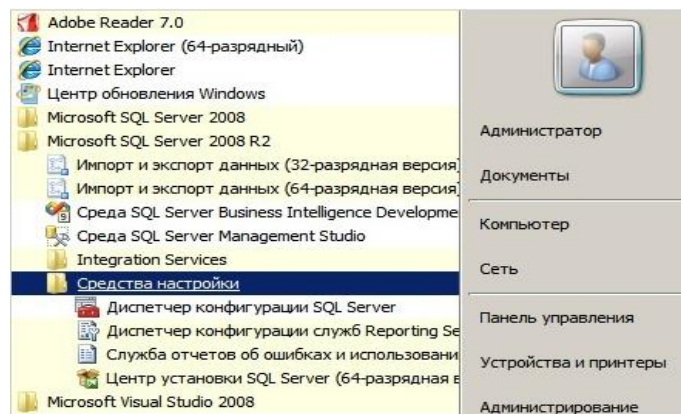 Adobe Reader 7.0
Internet Explorer (64-разрядный)
Internet Explorer
Центр обновления Windows
Microsoft SQL Server 2008
Microsoft SQL Server 2008 R2
Импорт и экспорт данных (32-разрядная версия)
Импорт и экспорт данных (64-разрядная версия)
Среда SQL Server Business Intelligence Developme
Среда SQL Server Management Studio
Integration Services
Средства настройки
Диспетчер конфигурации SQL Server
Диспетчер конфигурации служб Reporting Se
Служба отчетов об ошибках и использовани
Центр установки SQL Server (64-разрядная в
Microsoft Visual Studio 2008
Администратор
Документы
Компьютер
Сеть
Панель управления
Устройства и принтеры
Администрирование